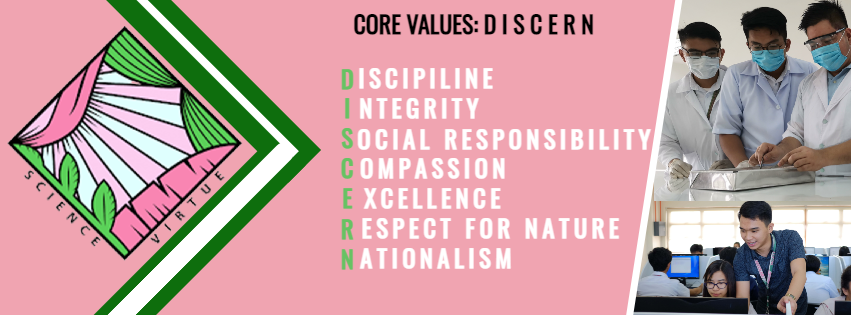 CORE VALUES: D I S C E R N
DISCIPILINE
INTEGRITY
SOCIAL RESPONSIBILITY
COMPASSION
EXCELLENCE
RESPECT FOR NATURE
NATIONALISM
SCIENCE
VIRTUE